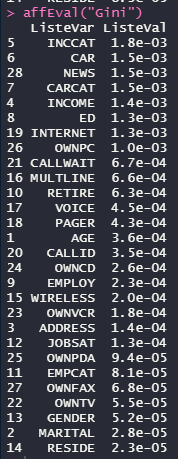 > affEval("Gini")
ListeVar ListeVal
5 INCCAT 1.8e-03
6 CAR 1.5e-03
28 NEWS 1.5e-03
7 CARCAT 1.5e-03
4 INCOME 1.4e-03
8 ED 1.3e-03
19 INTERNET 1.3e-03
26 OWNPC 1.0e-03
21 CALLWAIT 6.7e-04
16 MULTLINE 6.6e-04
10 RETIRE 6.3e-04
17 VOICE 4.5e-04
18 PAGER 4.3e-04
1 AGE 3.6e-04
20 CALLID 3.5e-04
24 OWNCD 2.6e-04
9 EMPLOY 2.3e-04
15 WIRELESS 2.0e-04
23 OWNVCR 1.8e-04
3 ADDRESS 1.4e-04
12 JOBSAT 1.3e-04
25 OWNPDA 9.4e-05
11 EMPCAT 8.1e-05
27 OWNFAX 6.8e-05
22 OWNTV 5.5e-05
13 GENDER 5.2e-05
2 MARITAL 2.8e-05
14 RESIDE 2.3e-05